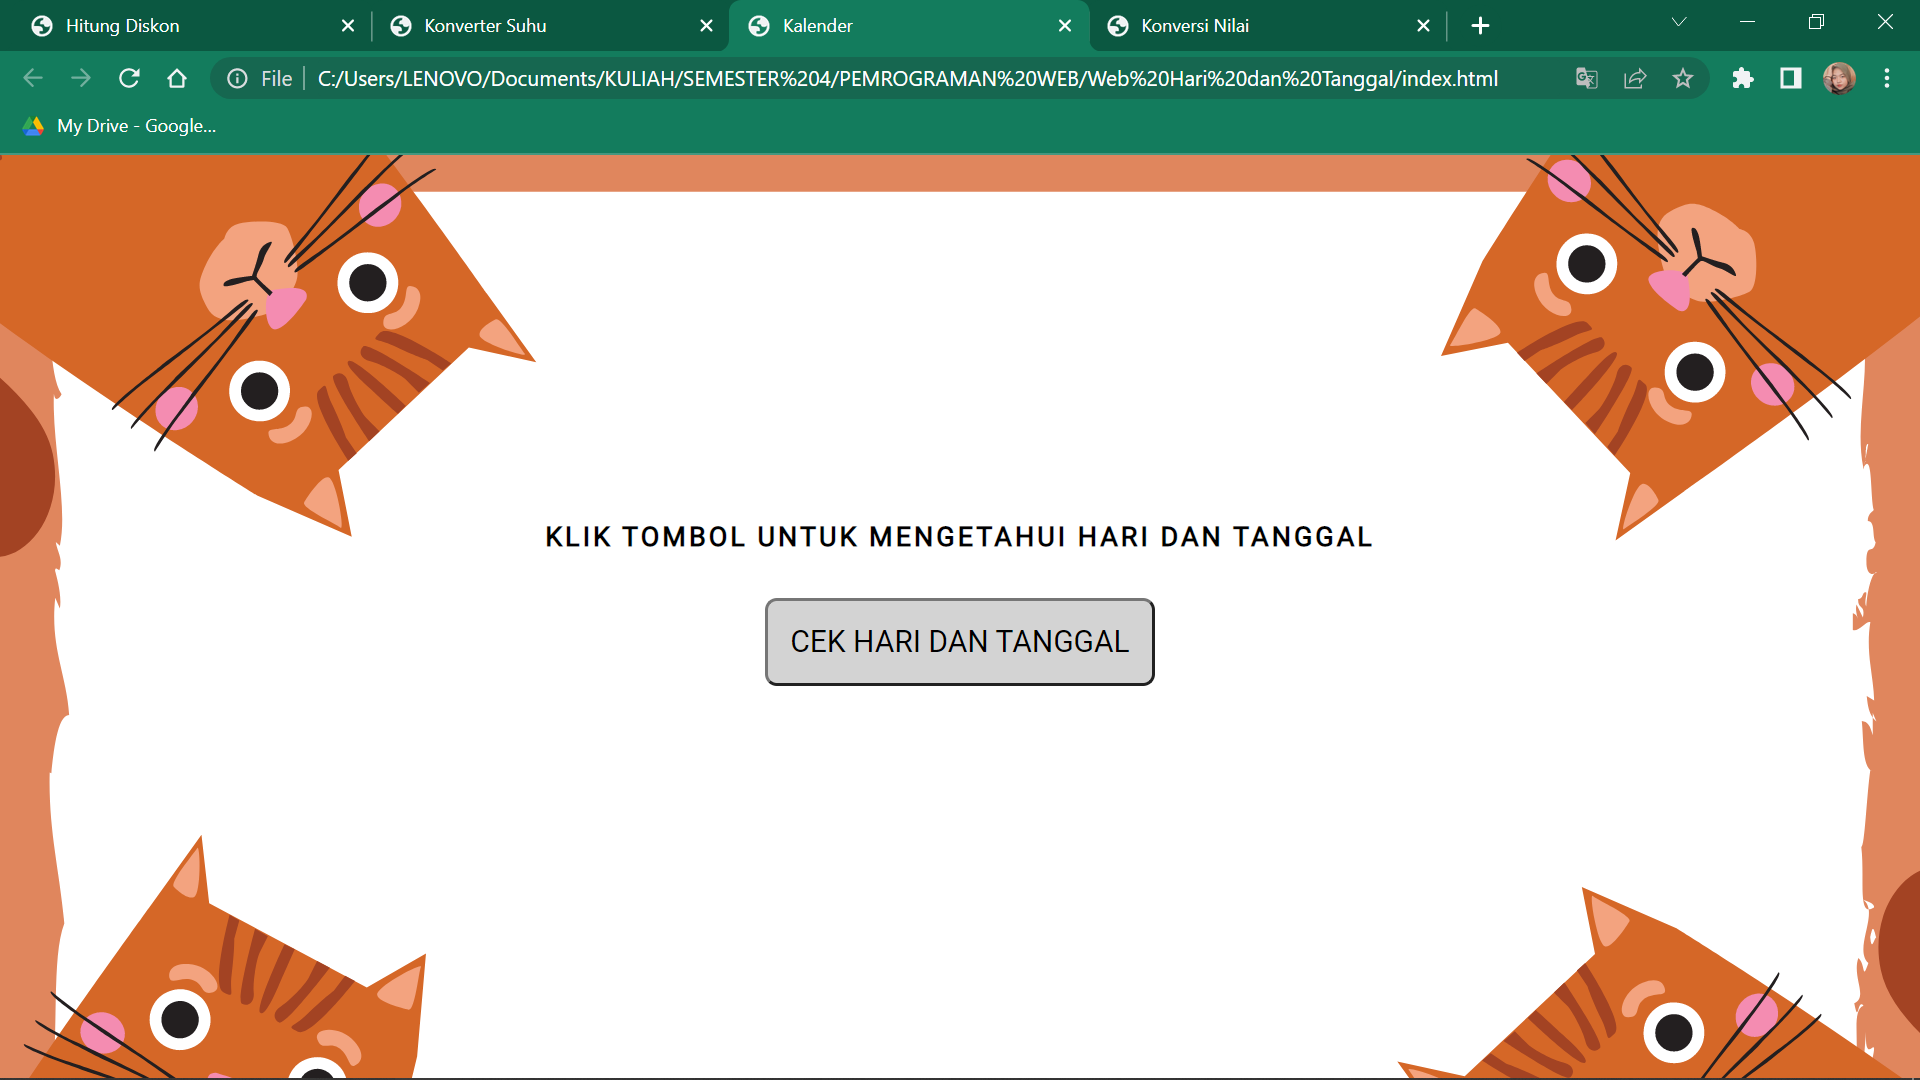 Hitung Diskon
Konverter Suhu
Kalender
Konversi Nilai
File
C:/Users/LENOVO/Documents/KULIAH/SEMESTER%204/PEMROGRAMAN%20WEB/Web%20Hari%20dan%20Tanggal/index.html
My Drive - Google...
KLIK TOMBOL UNTUK MENGETAHUI HARI DAN TANGGAL
CEK HARI DAN TANGGAL